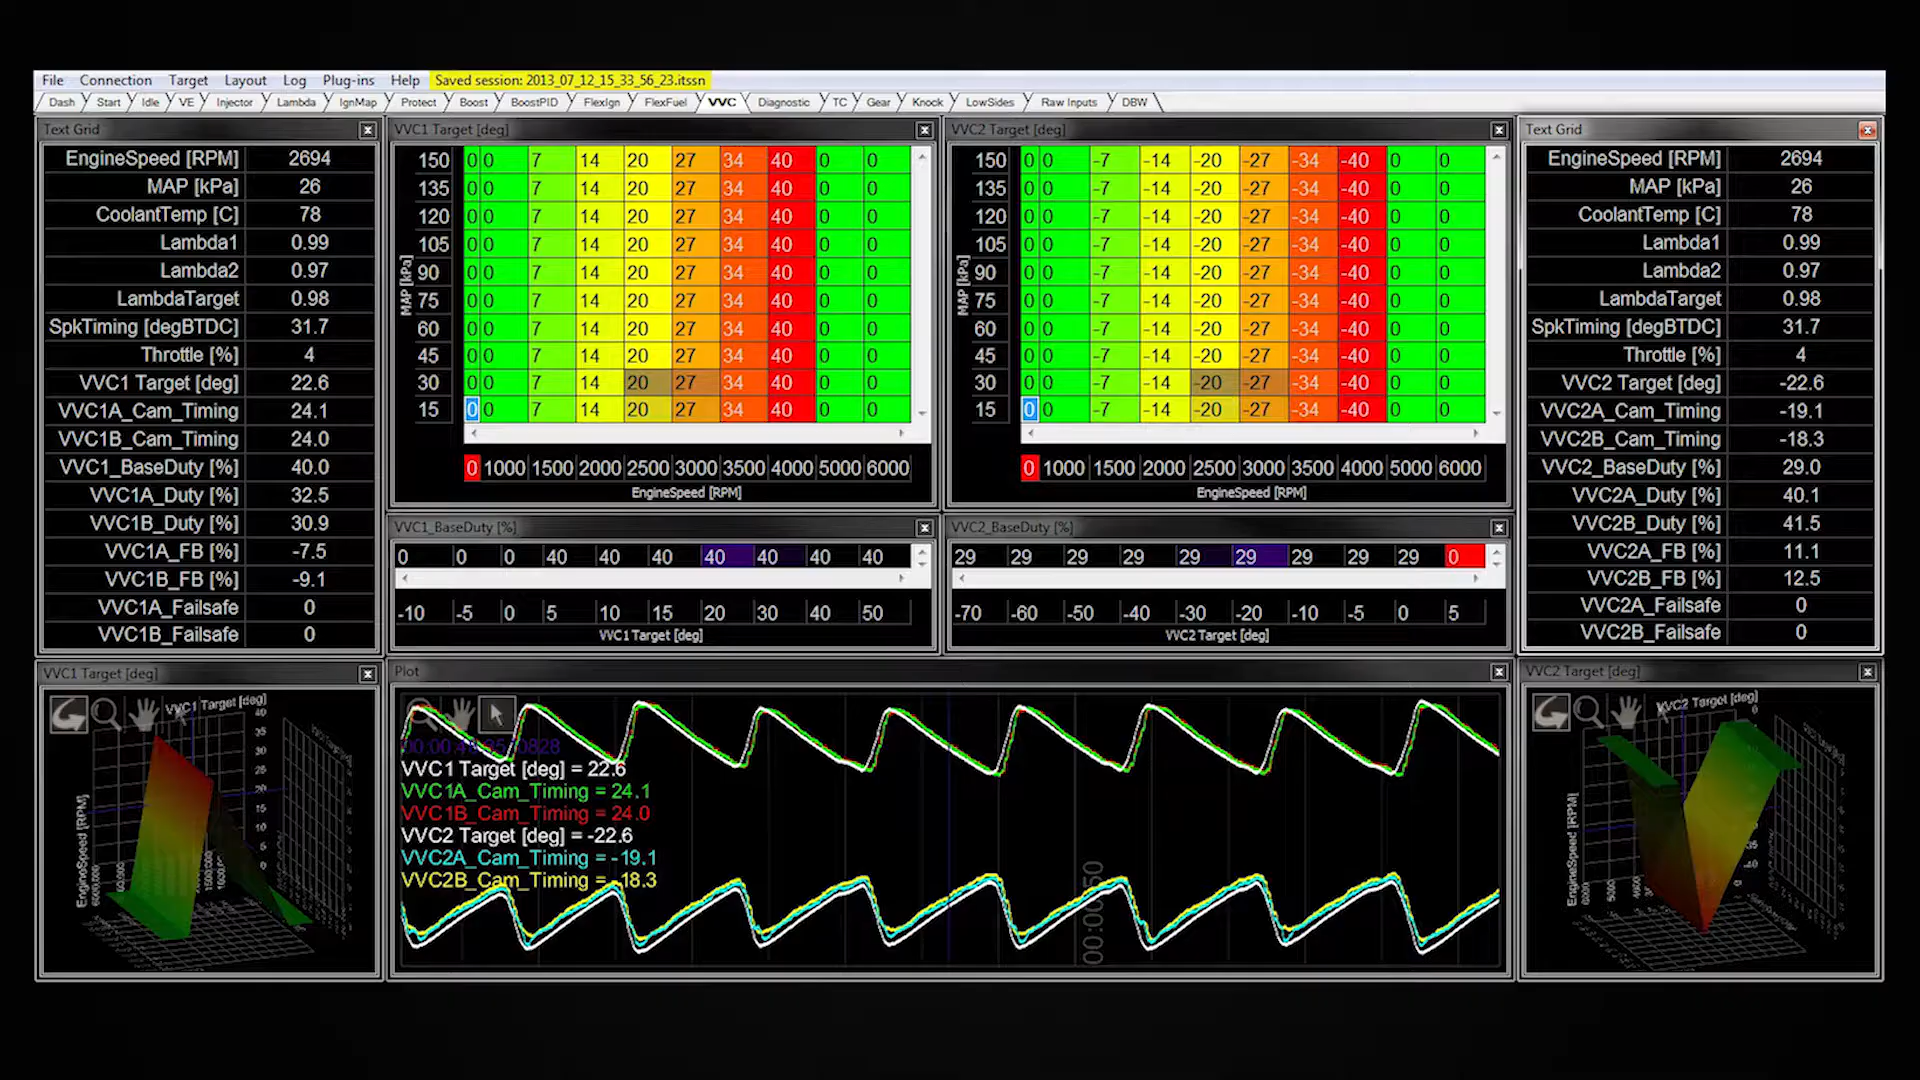 File Connection Target Layout Log Plug-ins Help Saved session: 2013_07_12_15_33_56_23.itssn
Dash Start Idle VE Injector Lambda IgnMap Protect Boost BoostPID FlexIgn FlexFuel VVC Diagnostic TC Gear Knock LowSides Raw Inputs DBW
Text Grid
EngineSpeed [RPM] 2694
MAP [kPa] 26
CoolantTemp [C] 78
Lambda1 0.99
Lambda2 0.97
LambdaTarget 0.98
SpkTiming [degBTDC] 31.7
Throttle [%] 4
VVC1 Target [deg] 22.6
VVC1A_Cam_Timing 24.1
VVC1B_Cam_Timing 24.0
VVC1_BaseDuty [%] 40.0
VVC1A_Duty [%] 32.5
VVC1B_Duty [%] 30.9
VVC1A_FB [%] -7.5
VVC1B_FB [%] -9.1
VVC1A_Failsafe 0
VVC1B_Failsafe 0
VVC1 Target [deg]
MAP [kPa]
150 0 0 7 14 20 27 34 40 0 0
135 0 0 7 14 20 27 34 40 0 0
120 0 0 7 14 20 27 34 40 0 0
105 0 0 7 14 20 27 34 40 0 0
90 0 0 7 14 20 27 34 40 0 0
75 0 0 7 14 20 27 34 40 0 0
60 0 0 7 14 20 27 34 40 0 0
45 0 0 7 14 20 27 34 40 0 0
30 0 0 7 14 20 27 34 40 0 0
15 0 0 7 14 20 27 34 40 0 0
0 1000 1500 2000 2500 3000 3500 4000 5000 6000
EngineSpeed [RPM]
VVC2 Target [deg]
MAP [kPa]
150 0 0 -7 -14 -20 -27 -34 -40 0 0
135 0 0 -7 -14 -20 -27 -34 -40 0 0
120 0 0 -7 -14 -20 -27 -34 -40 0 0
105 0 0 -7 -14 -20 -27 -34 -40 0 0
90 0 0 -7 -14 -20 -27 -34 -40 0 0
75 0 0 -7 -14 -20 -27 -34 -40 0 0
60 0 0 -7 -14 -20 -27 -34 -40 0 0
45 0 0 -7 -14 -20 -27 -34 -40 0 0
30 0 0 -7 -14 -20 -27 -34 -40 0 0
15 0 0 -7 -14 -20 -27 -34 -40 0 0
0 1000 1500 2000 2500 3000 3500 4000 5000 6000
EngineSpeed [RPM]
Text Grid
EngineSpeed [RPM] 2694
MAP [kPa] 26
CoolantTemp [C] 78
Lambda1 0.99
Lambda2 0.97
LambdaTarget 0.98
SpkTiming [degBTDC] 31.7
Throttle [%] 4
VVC2 Target [deg] -22.6
VVC2A_Cam_Timing -19.1
VVC2B_Cam_Timing -18.3
VVC2_BaseDuty [%] 29.0
VVC2A_Duty [%] 40.1
VVC2B_Duty [%] 41.5
VVC2A_FB [%] 11.1
VVC2B_FB [%] 12.5
VVC2A_Failsafe 0
VVC2B_Failsafe 0
VVC1_BaseDuty [%]
0 0 0 40 40 40 40 40 40 40
-10 -5 0 5 10 15 20 30 40 50
VVC1 Target [deg]
VVC2_BaseDuty [%]
29 29 29 29 29 29 29 29 29 0
-70 -60 -50 -40 -30 -20 -10 -5 0 5
VVC2 Target [deg]
VVC1 Target [deg]
VVC1 Target [deg]
40
35
30
25
20
15
10
5
0
EngineSpeed [RPM]
Plot
VVC1 Target [deg] = 22.6
VVC1A_Cam_Timing = 24.1
VVC1B_Cam_Timing = 24.0
VVC2 Target [deg] = -22.6
VVC2A_Cam_Timing = -19.1
VVC2B_Cam_Timing = -18.3
VVC2 Target [deg]
VVC2 Target [deg]
EngineSpeed [RPM]